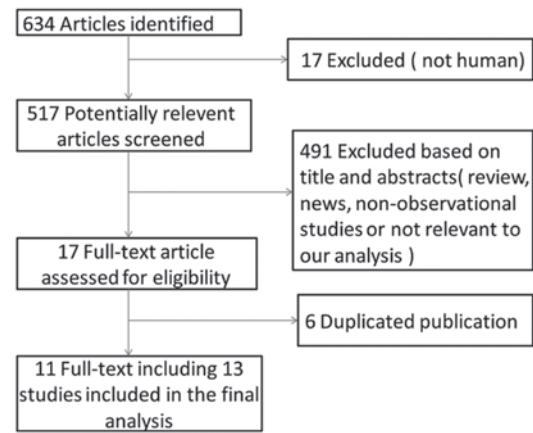 634 Articles identified
17 Excluded ( not human)
517 Potentially relevent
articles screened
491 Excluded based on
title and abstracts( review,
news, non-observational
studies or not relevant to
our analysis )
17 Full-text article
assessed for eligibility
6 Duplicated publication
11 Full-text including 13
studies included in the final
analysis